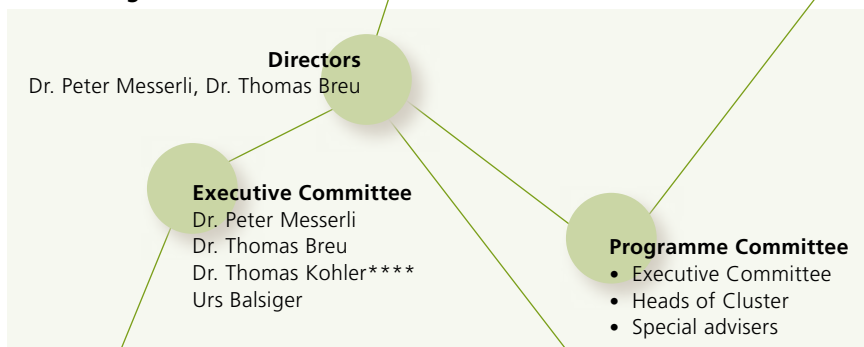 Directors
Dr. Peter Messerli, Dr. Thomas Breu
Executive Committee
Dr. Peter Messerli
Dr. Thomas Breu
Dr. Thomas Kohler****
Urs Balsiger
Programme Committee
• Executive Committee
• Heads of Cluster
• Special advisers